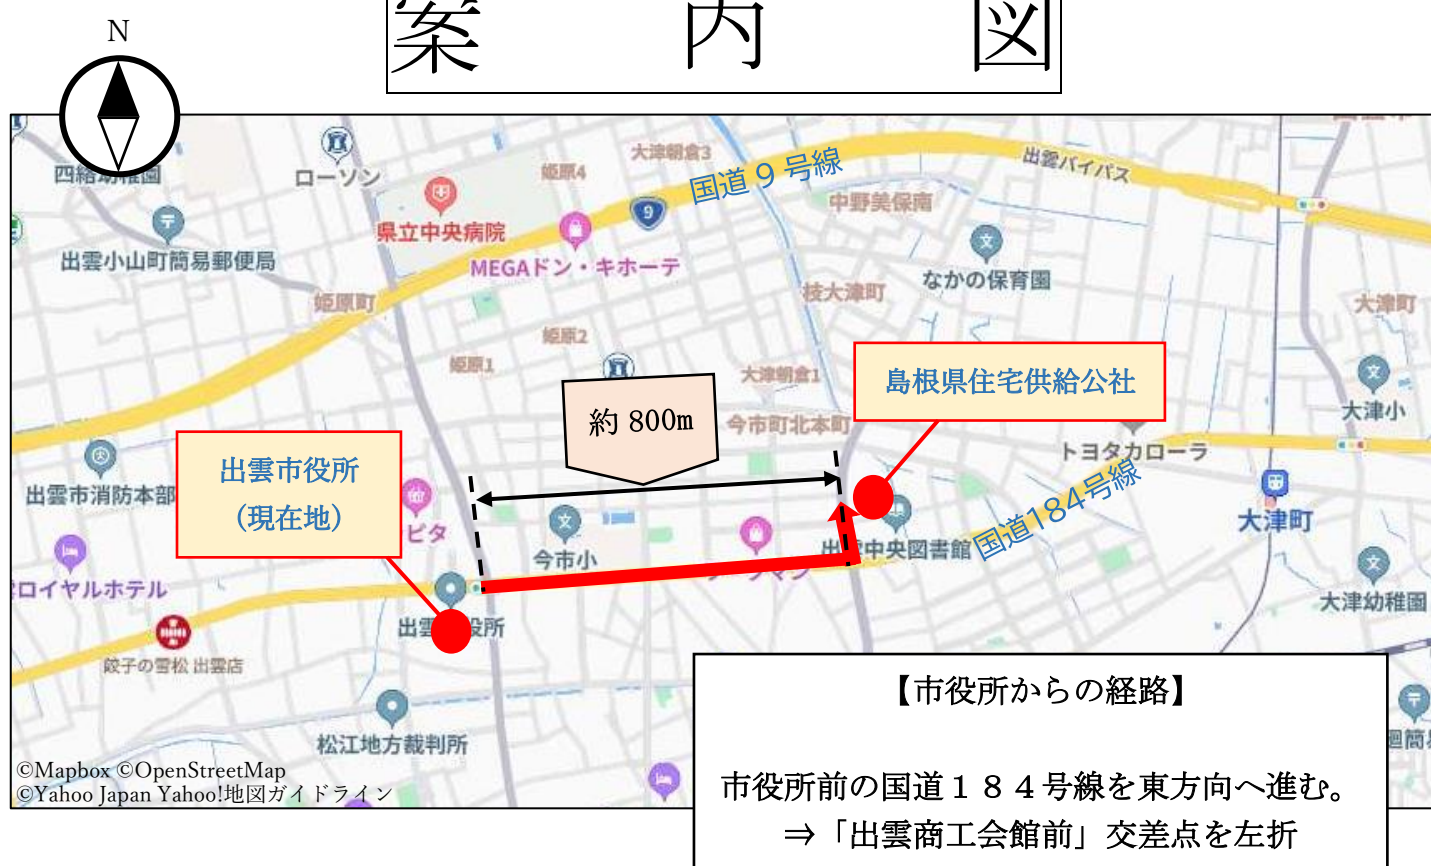 案内図
N
大津朝倉3
国道9号線
出雲バイパス
四絡幼稚園
ローソン
姫原4
9
中野美保南
県立中央病院
出雲小山町簡易郵便局
MEGAドン・キホーテ
なかの保育園
姫原町
枝大津町
大津町
姫原2
姫原1
大津朝倉1
島根県住宅供給公社
約 800m
今市町北本町
大津小
トヨタカローラ
出雲市役所
(現在地)
出雲市消防本部
国道184号線
大津町
今市小
出雲中央図書館
ロイヤルホテル
大津幼稚園
餃子の雪松 出雲店
松江地方裁判所
【市役所からの経路】
市役所前の国道184号線を東方向へ進む。
⇒「出雲商工会館前」交差点を左折
©Mapbox ©OpenStreetMap
©Yahoo Japan Yahoo!地図ガイドライン